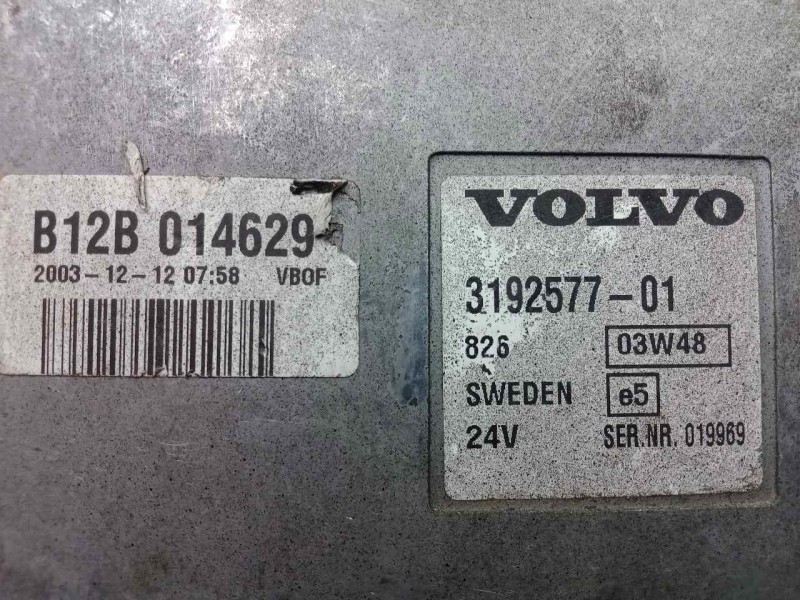 B12B 014629
2003-12-12 07:58 VBOF
VOLVO
3192577-01
826 03W48
SWEDEN e5
24V SER.NR. 019969